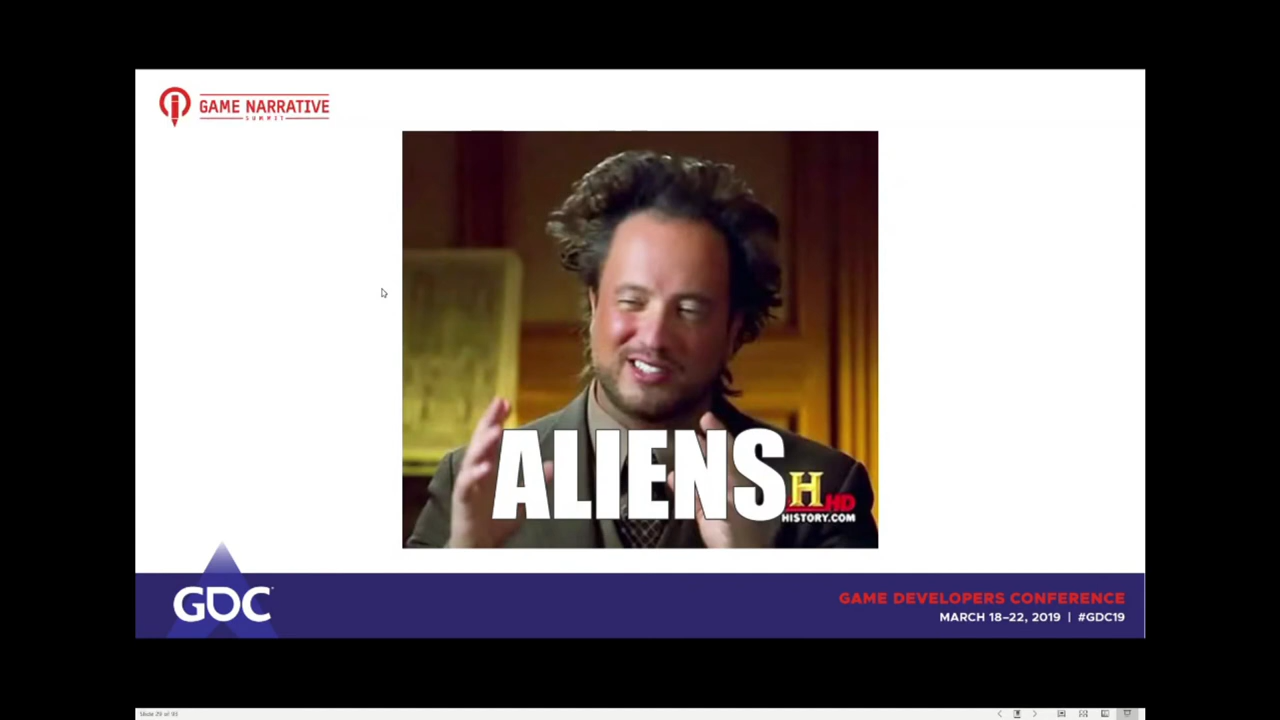 GAME NARRATIVE
SUMMIT
ALIENS
H
HD
HISTORY.COM
GDC
GAME DEVELOPERS CONFERENCE
MARCH 18–22, 2019 | #GDC19